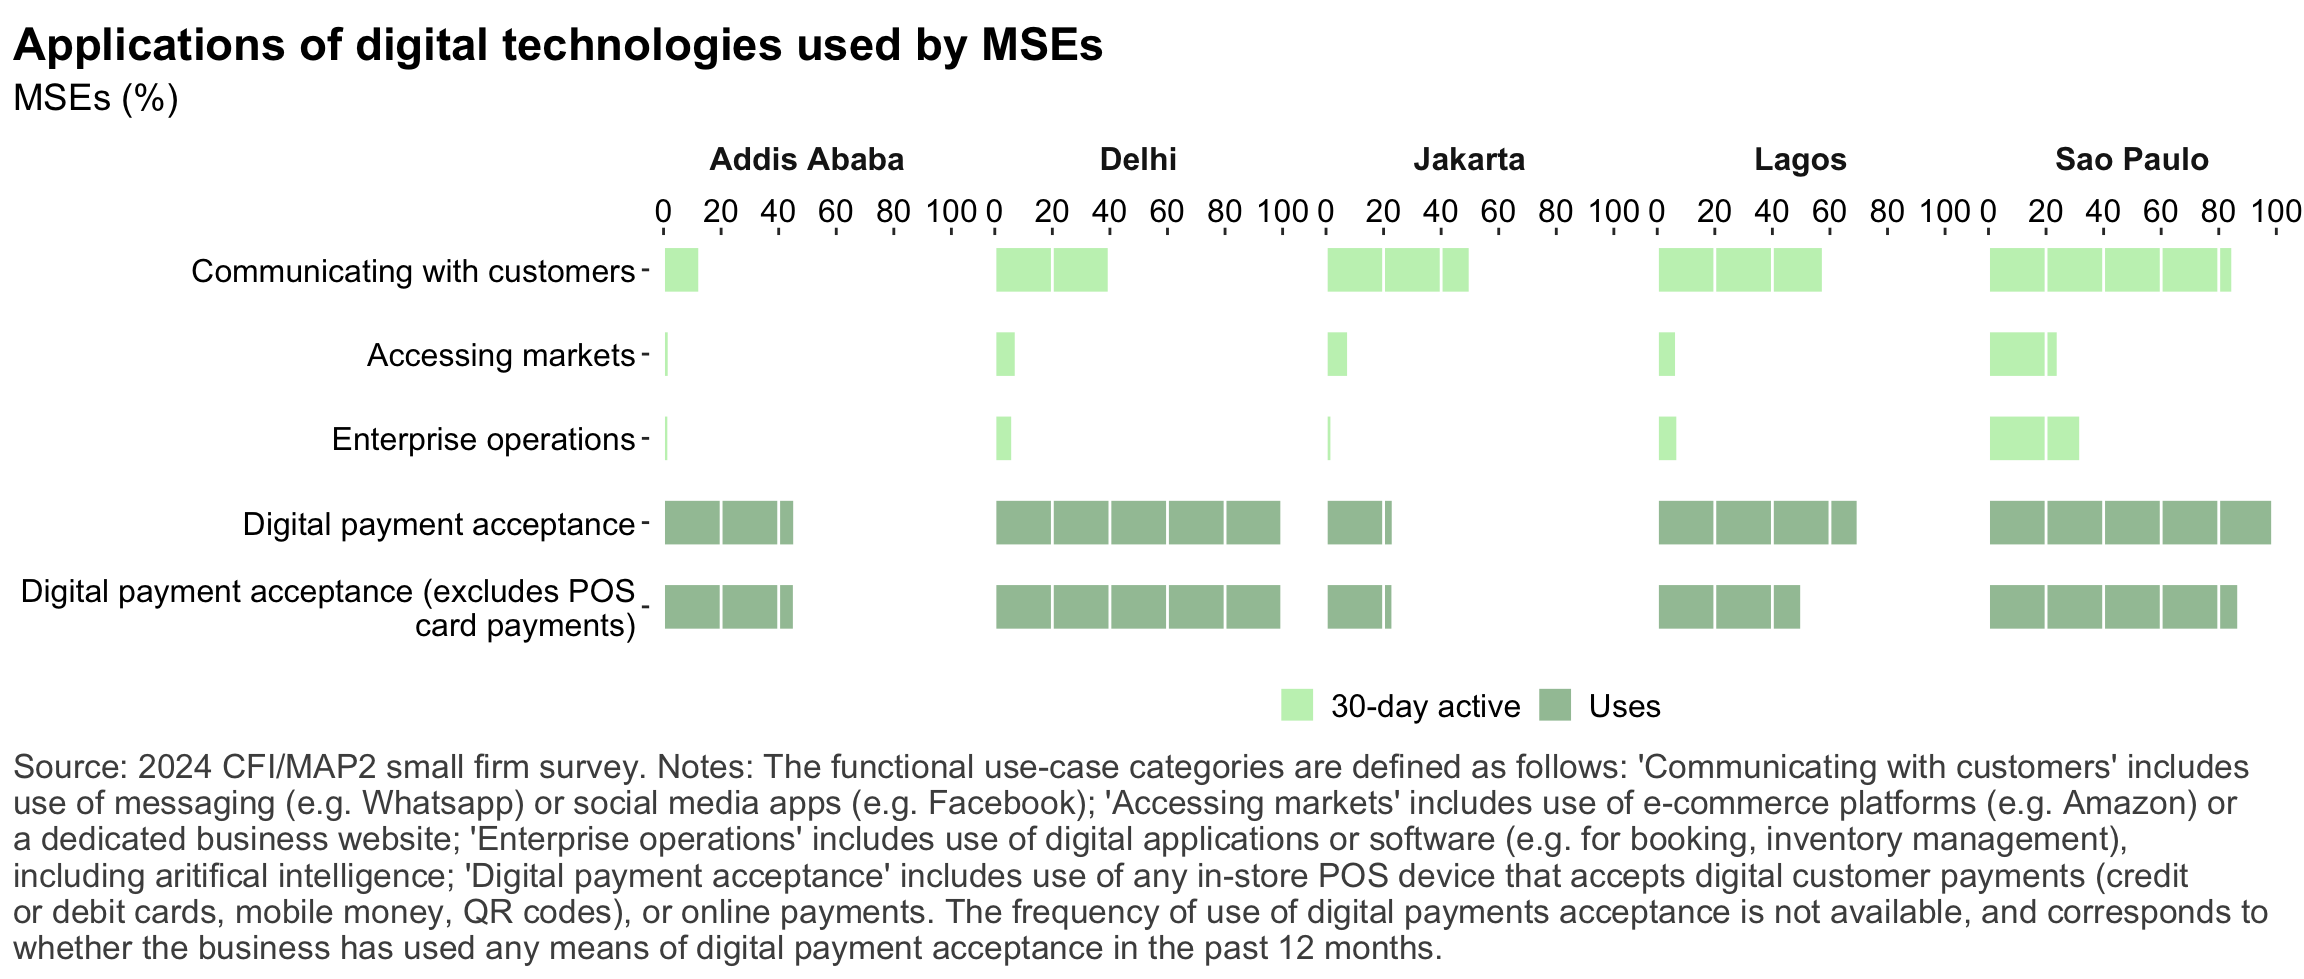 Applications of digital technologies used by MSEs
MSEs (%)
Addis Ababa Delhi Jakarta Lagos Sao Paulo
0 20 40 60 80 100 0 20 40 60 80 100 0 20 40 60 80 100 0 20 40 60 80 100 0 20 40 60 80 100
Communicating with customers
Accessing markets
Enterprise operations
Digital payment acceptance
Digital payment acceptance (excludes POS
card payments)
30-day active Uses
Source: 2024 CFI/MAP2 small firm survey. Notes: The functional use-case categories are defined as follows: 'Communicating with customers' includes
use of messaging (e.g. Whatsapp) or social media apps (e.g. Facebook); 'Accessing markets' includes use of e-commerce platforms (e.g. Amazon) or
a dedicated business website; 'Enterprise operations' includes use of digital applications or software (e.g. for booking, inventory management),
including aritifical intelligence; 'Digital payment acceptance' includes use of any in-store POS device that accepts digital customer payments (credit
or debit cards, mobile money, QR codes), or online payments. The frequency of use of digital payments acceptance is not available, and corresponds to
whether the business has used any means of digital payment acceptance in the past 12 months.